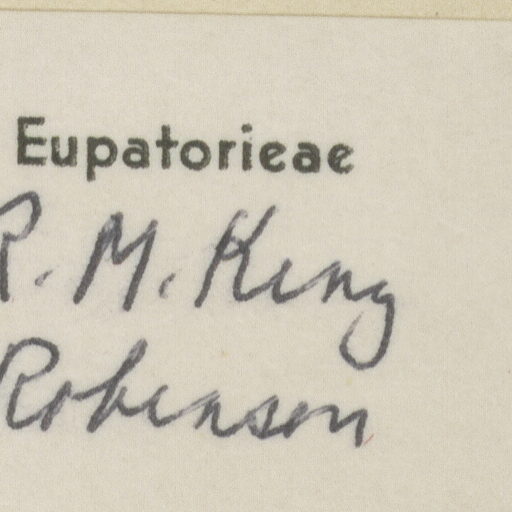 Eupatorieae
R. M. King
Robinson